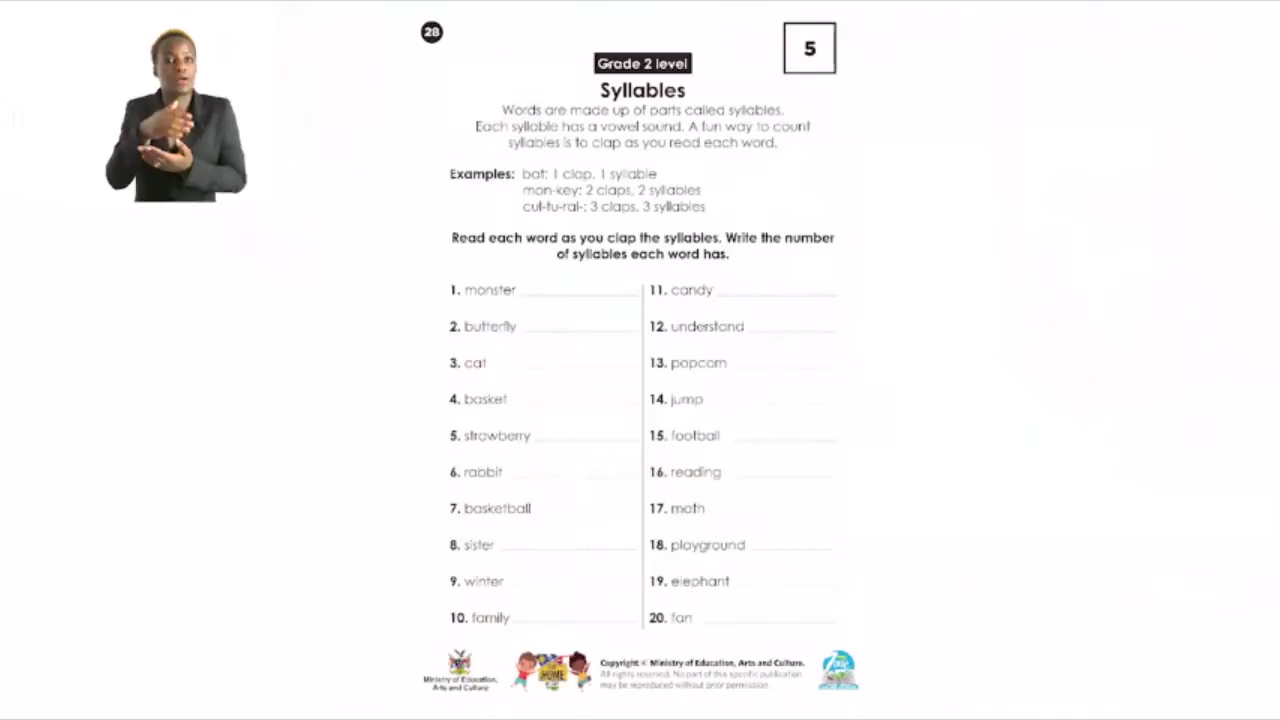 28
5
Grade 2 level
Syllables
Words are made up of parts called syllables.
Each syllable has a vowel sound. A fun way to count
syllables is to clap as you read each word.
Examples: bat: 1 clap, 1 syllable
mon-key: 2 claps, 2 syllables
cul-tu-ral-: 3 claps, 3 syllables
Read each word as you clap the syllables. Write the number
of syllables each word has.
1. monster
2. butterfly
3. cat
4. basket
5. strawberry
6. rabbit
7. basketball
8. sister
9. winter
10. family
11. candy
12. understand
13. popcorn
14. jump
15. football
16. reading
17. math
18. playground
19. elephant
20. fan
Ministry of Education,
Arts and Culture
HOME
Copyright © Ministry of Education, Arts and Culture.
All rights reserved. No part of this specific publication
may be reproduced without prior permission.
Zone